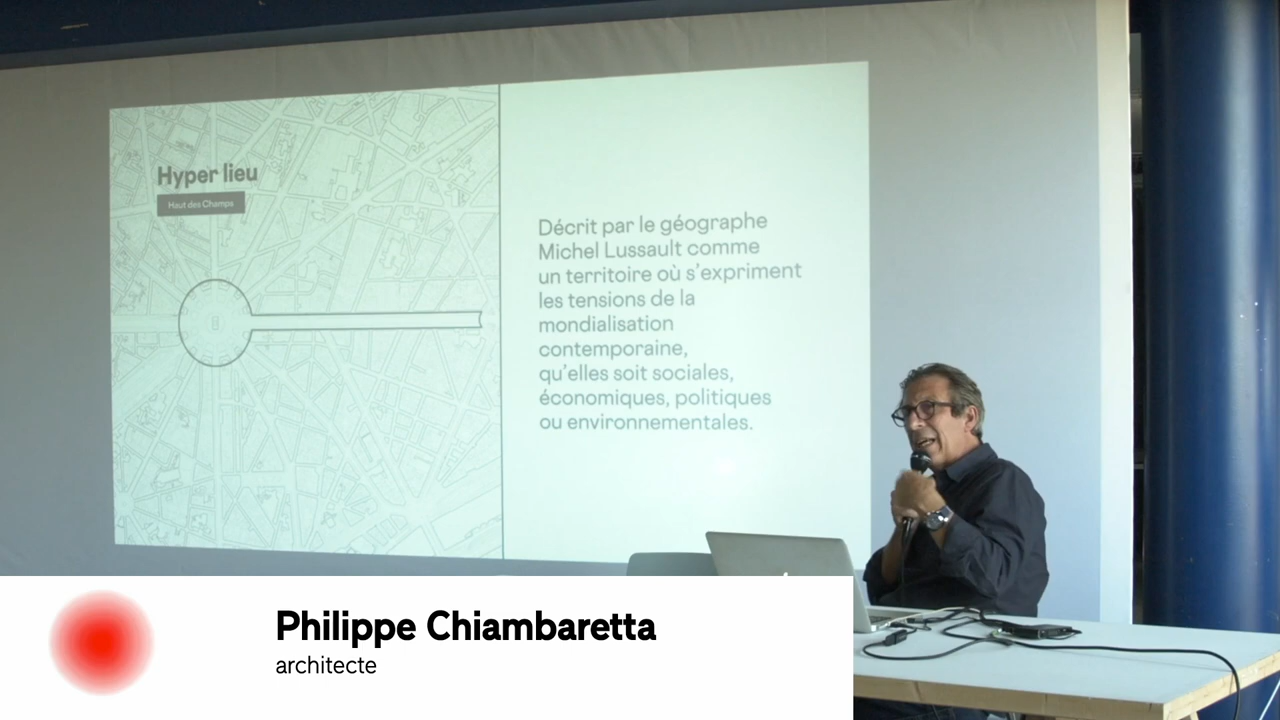 Hyper lieu
Haut des Champs
Décrit par le géographe
Michel Lussault comme
un territoire où s'expriment
les tensions de la
mondialisation
contemporaine,
qu'elles soit sociales,
économiques, politiques
ou environnementales.
Philippe Chiambaretta
architecte